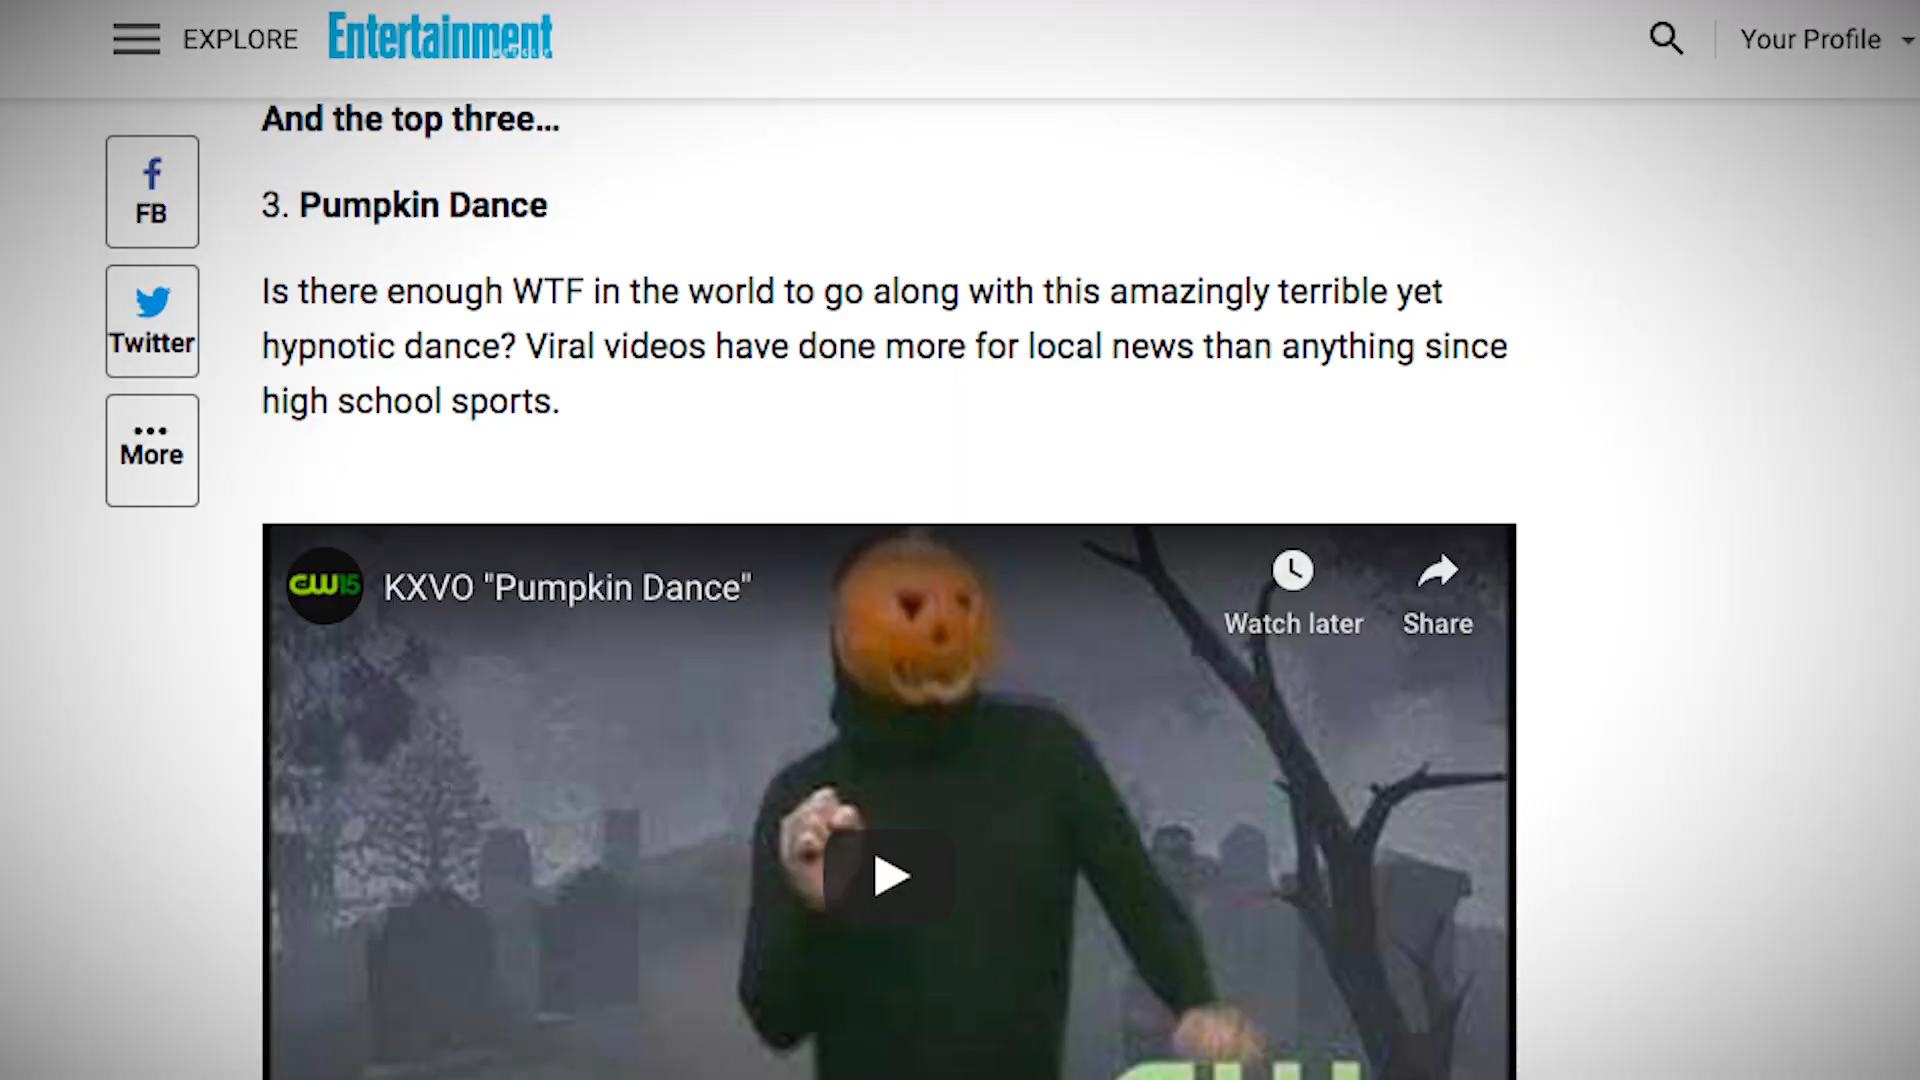 EXPLORE
Entertainment
WEEKLY
Your Profile
And the top three...
FB
3. Pumpkin Dance
Is there enough WTF in the world to go along with this amazingly terrible yet
Twitter
hypnotic dance? Viral videos have done more for local news than anything since
high school sports.
More
CW15
KXVO "Pumpkin Dance"
Watch later
Share
CW